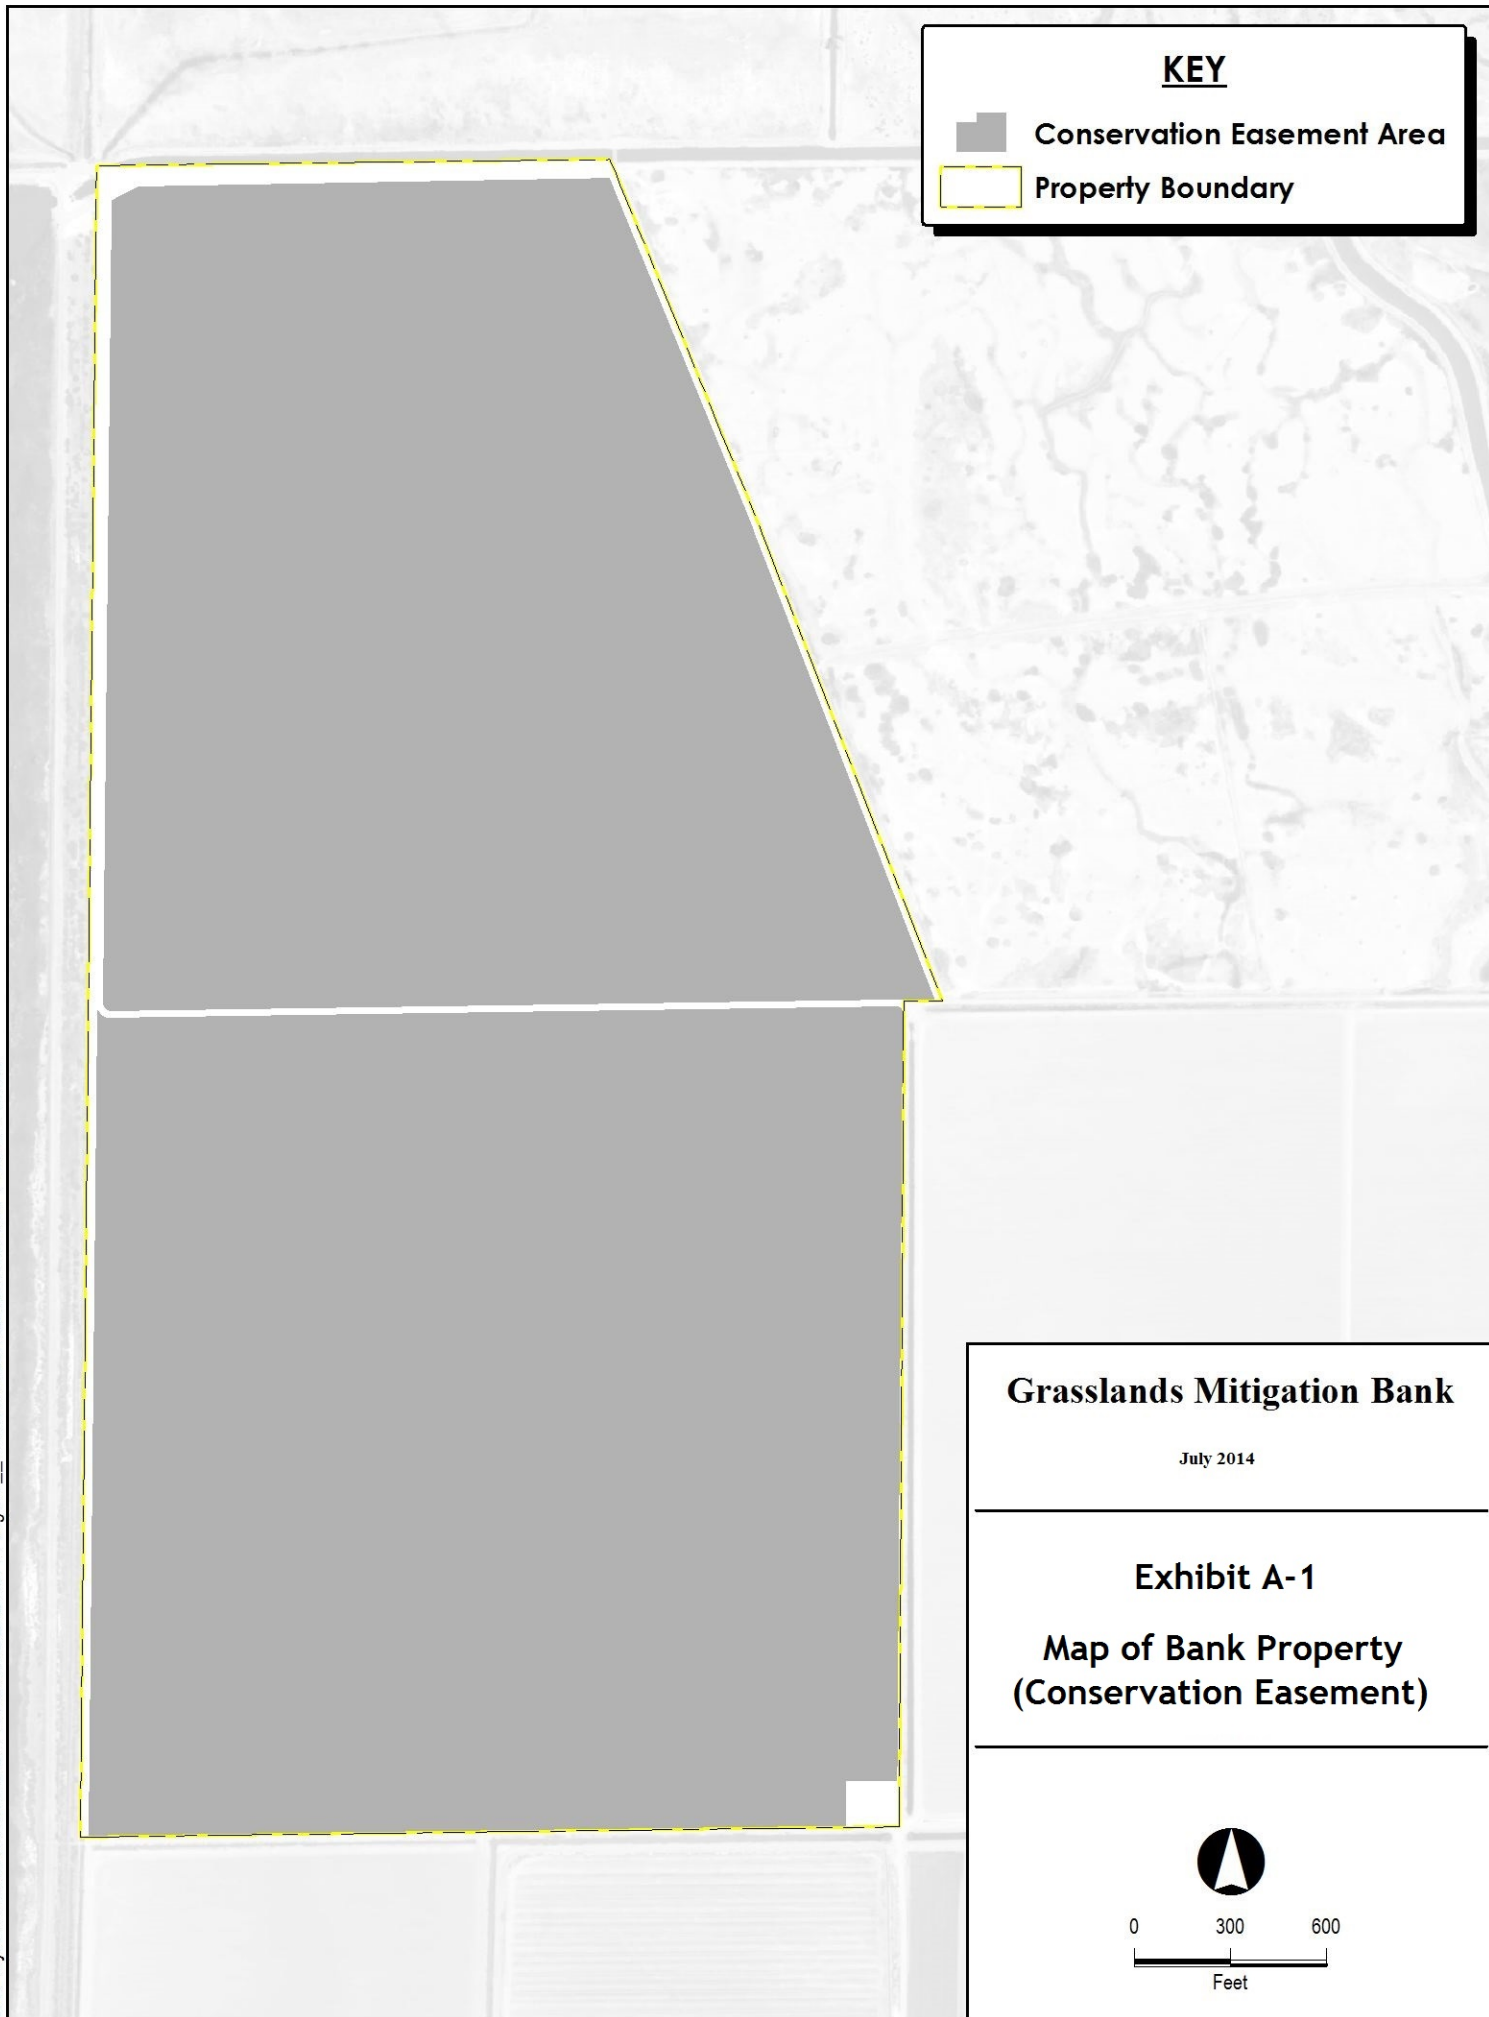 KEY
Conservation Easement Area
Property Boundary
Grasslands Mitigation Bank
July 2014
Exhibit A-1
Map of Bank Property
(Conservation Easement)
0 300 600
Feet